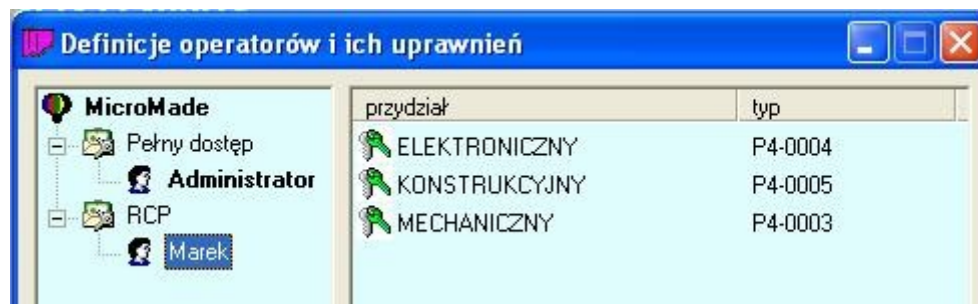 Definicje operatorów i ich uprawnień
MicroMade
Pełny dostęp
Administrator
RCP
Marek
przydział typ
ELEKTRONICZNY P4-0004
KONSTRUKCYJNY P4-0005
MECHANICZNY P4-0003